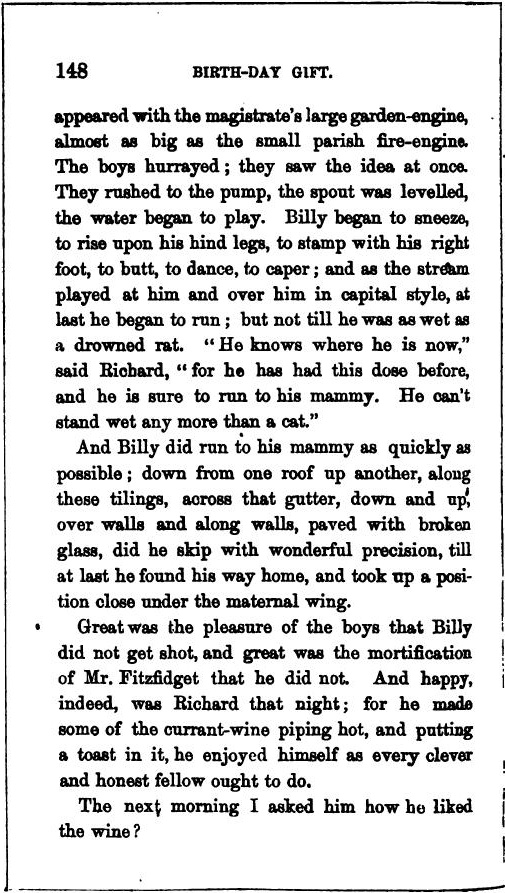 148 BIRTH-DAY GIFT.
appeared with the magistrate's large garden-engine,
almost as big as the small parish fire-engine.
The boys hurrayed; they saw the idea at once.
They rushed to the pump, the spout was levelled,
the water began to play. Billy began to sneeze,
to rise upon his hind legs, to stamp with his right
foot, to butt, to dance, to caper; and as the stream
played at him and over him in capital style, at
last he began to run; but not till he was as wet as
a drowned rat. "He knows where he is now,"
said Richard, "for he has had this dose before,
and he is sure to run to his mammy. He can't
stand wet any more than a cat."
And Billy did run to his mammy as quickly as
possible; down from one roof up another, along
these tilings, across that gutter, down and up,
over walls and along walls, paved with broken
glass, did he skip with wonderful precision, till
at last he found his way home, and took up a posi-
tion close under the maternal wing.
Great was the pleasure of the boys that Billy
did not get shot, and great was the mortification
of Mr. Fitzfidget that he did not. And happy,
indeed, was Richard that night; for he made
some of the currant-wine piping hot, and putting
a toast in it, he enjoyed himself as every clever
and honest fellow ought to do.
The next morning I asked him how he liked
the wine?